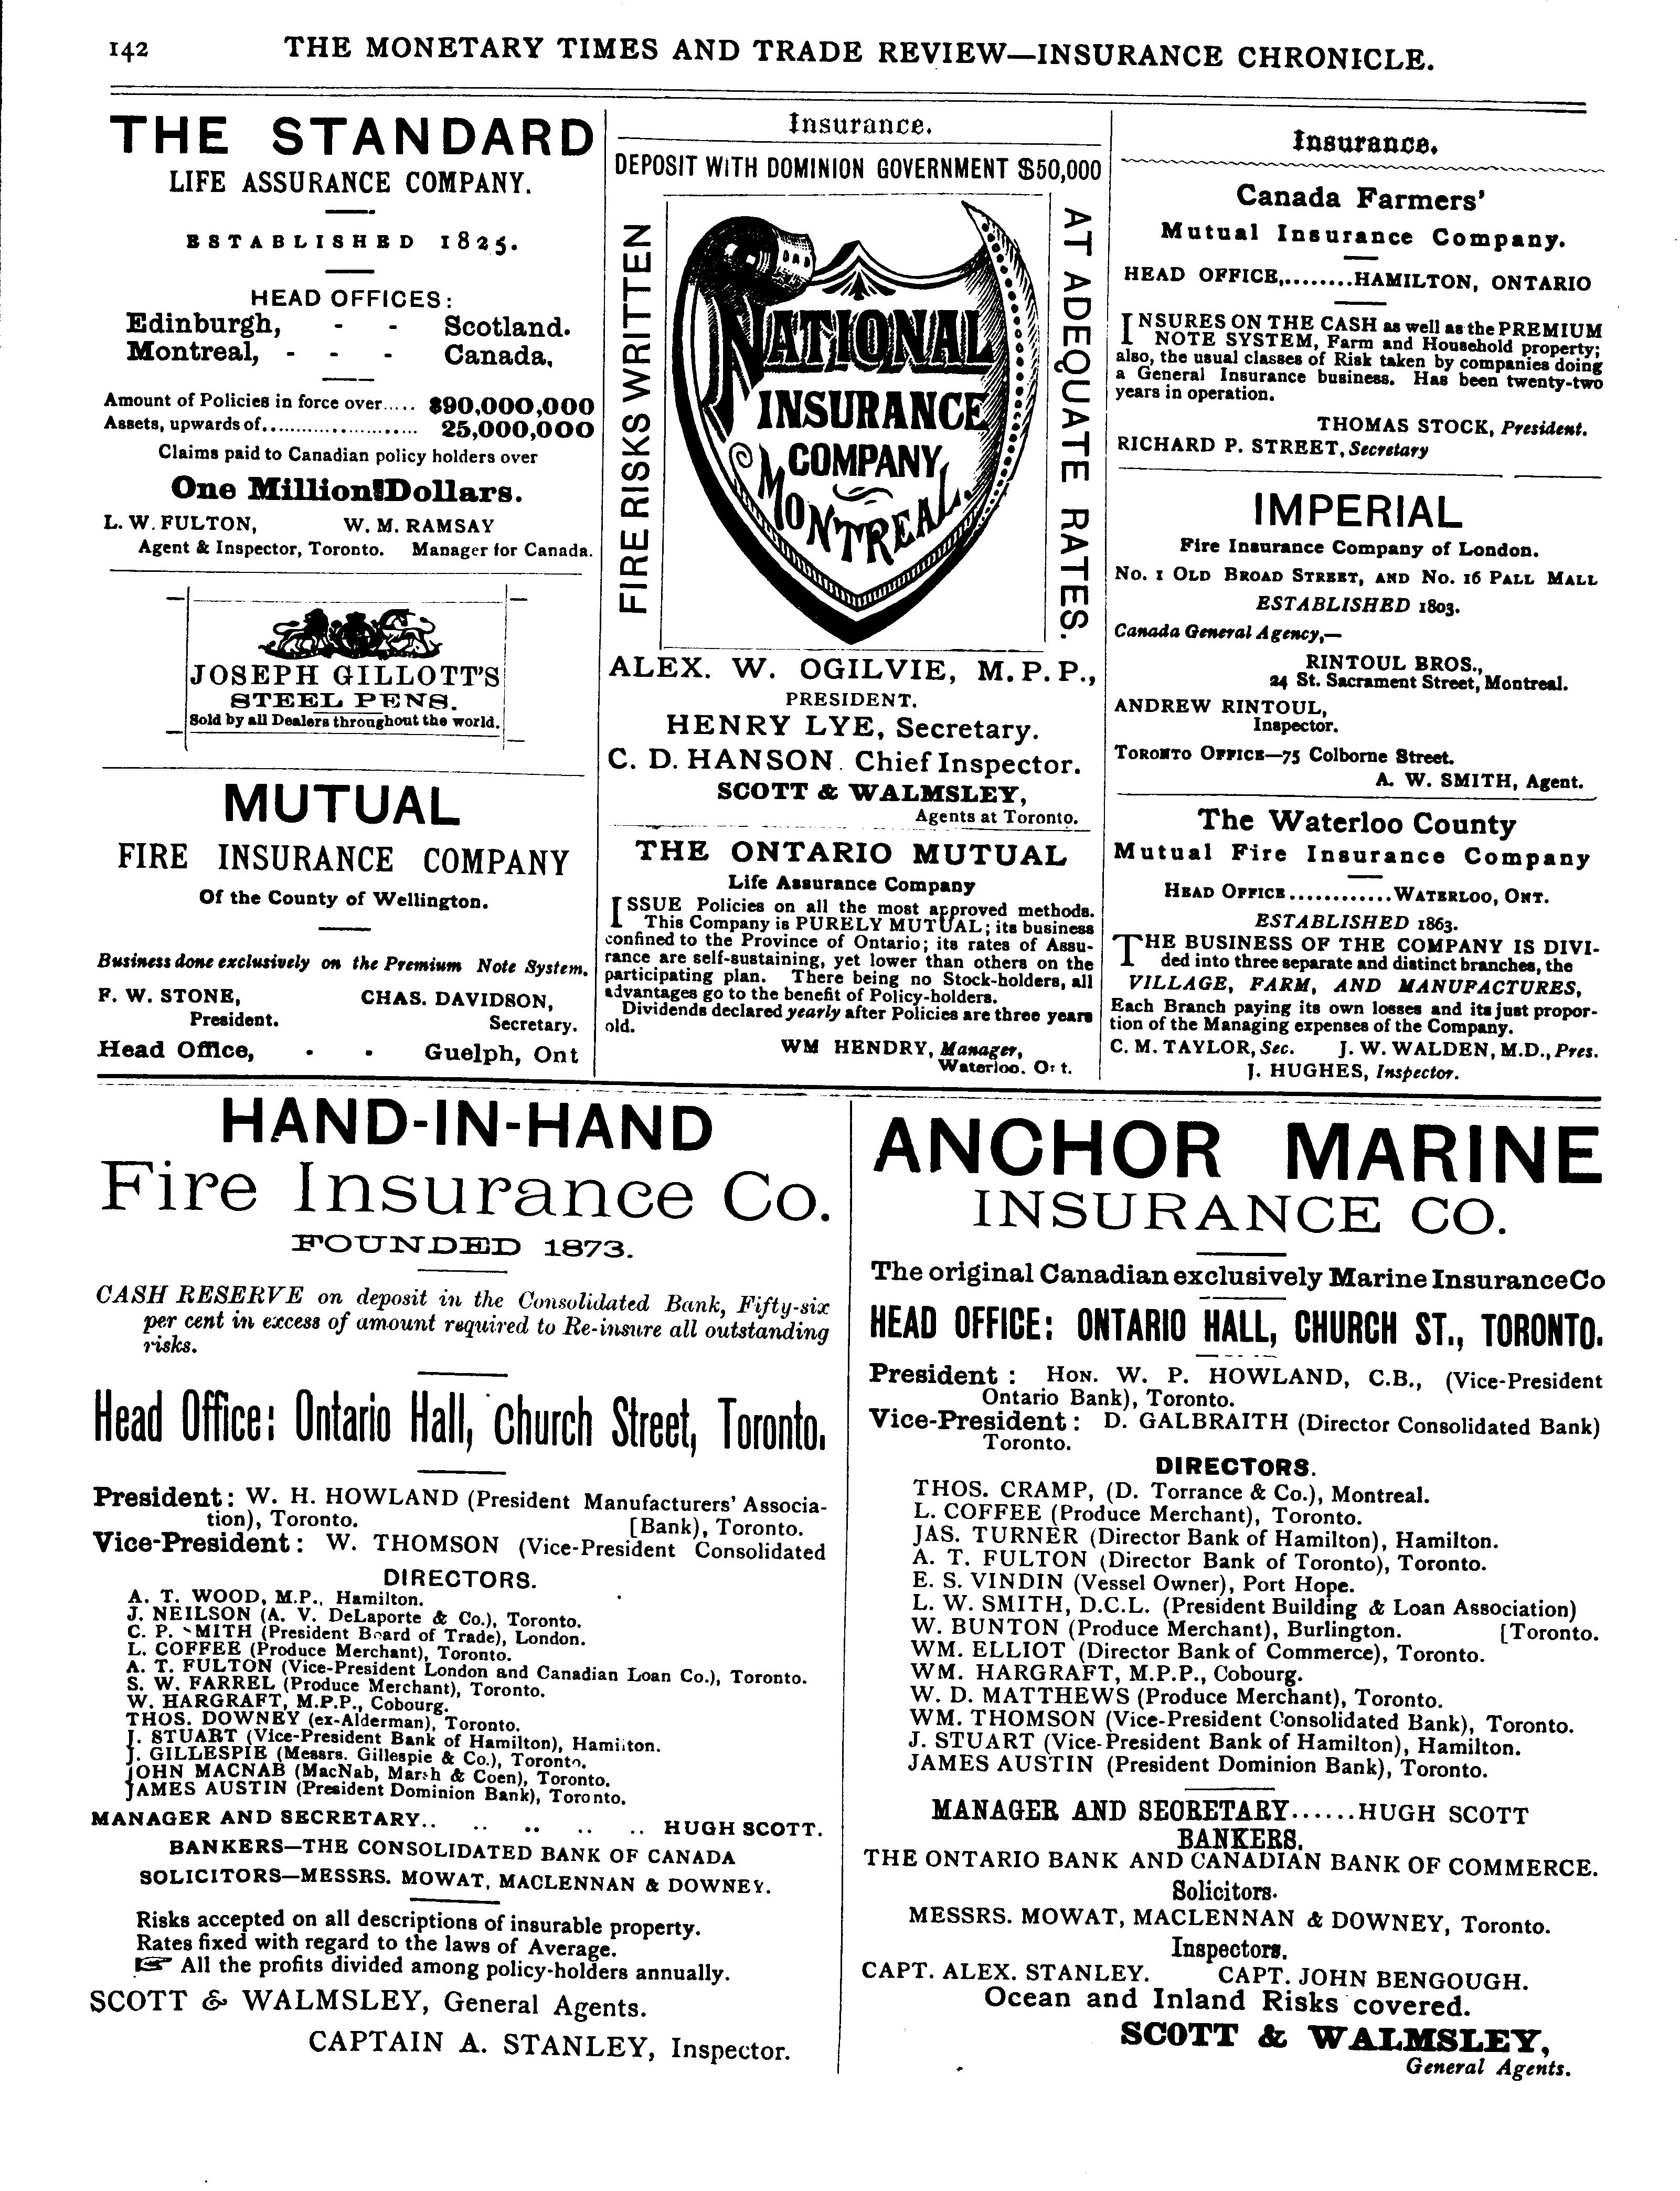 142 THE MONETARY TIMES AND TRADE REVIEW—INSURANCE CHRONICLE.
THE STANDARD
LIFE ASSURANCE COMPANY.
ESTABLISHED 1825.
HEAD OFFICES:
Edinburgh, - - Scotland.
Montreal, - - - Canada,
Amount of Policies in force over..... $90,000,000
Assets, upwards of...................... 25,000,000
Claims paid to Canadian policy holders over
One Million Dollars.
L. W. FULTON, W. M. RAMSAY
Agent & Inspector, Toronto. Manager for Canada.
JOSEPH GILLOTT'S
STEEL PENS.
Sold by all Dealers throughout the world.
MUTUAL
FIRE INSURANCE COMPANY
Of the County of Wellington.
Business done exclusively on the Premium Note System.
F. W. STONE, CHAS. DAVIDSON,
President. Secretary.
Head Office, - - Guelph, Ont
Insurance.
DEPOSIT WITH DOMINION GOVERNMENT $50,000
FIRE RISKS WRITTEN
NATIONAL
INSURANCE
COMPANY,
MONTREAL.
AT ADEQUATE RATES.
ALEX. W. OGILVIE, M.P.P.,
PRESIDENT.
HENRY LYE, Secretary.
C. D. HANSON. Chief Inspector.
SCOTT & WALMSLEY,
Agents at Toronto.
THE ONTARIO MUTUAL
Life Assurance Company
ISSUE Policies on all the most approved methods.
This Company is PURELY MUTUAL; its business
confined to the Province of Ontario; its rates of Assu-
rance are self-sustaining, yet lower than others on the
participating plan. There being no Stock-holders, all
advantages go to the benefit of Policy-holders.
Dividends declared yearly after Policies are three years
old.
WM HENDRY, Manager,
Waterloo. Ont.
Insurance.
Canada Farmers'
Mutual Insurance Company.
HEAD OFFICE,........HAMILTON, ONTARIO
INSURES ON THE CASH as well as the PREMIUM
NOTE SYSTEM, Farm and Household property;
also, the usual classes of Risk taken by companies doing
a General Insurance business. Has been twenty-two
years in operation.
THOMAS STOCK, President.
RICHARD P. STREET, Secretary
IMPERIAL
Fire Insurance Company of London.
No. 1 OLD BROAD STREET, AND No. 16 PALL MALL
ESTABLISHED 1803.
Canada General Agency,—
RINTOUL BROS.,
24 St. Sacrament Street, Montreal.
ANDREW RINTOUL,
Inspector.
TORONTO OFFICE—75 Colborne Street.
A. W. SMITH, Agent.
The Waterloo County
Mutual Fire Insurance Company
HEAD OFFICE............WATERLOO, ONT.
ESTABLISHED 1863.
THE BUSINESS OF THE COMPANY IS DIVI-
ded into three separate and distinct branches, the
VILLAGE, FARM, AND MANUFACTURES,
Each Branch paying its own losses and its just propor-
tion of the Managing expenses of the Company.
C. M. TAYLOR, Sec. J. W. WALDEN, M.D., Pres.
J. HUGHES, Inspector.
HAND-IN-HAND
Fire Insurance Co.
FOUNDED 1873.
CASH RESERVE on deposit in the Consolidated Bank, Fifty-six
per cent in excess of amount required to Re-insure all outstanding
risks.
Head Office: Ontario Hall, Church Street, Toronto.
President: W. H. HOWLAND (President Manufacturers' Associa-
tion), Toronto. [Bank), Toronto.
Vice-President: W. THOMSON (Vice-President Consolidated
DIRECTORS.
A. T. WOOD, M.P., Hamilton.
J. NEILSON (A. V. DeLaporte & Co.), Toronto.
C. P. SMITH (President Board of Trade), London.
L. COFFEE (Produce Merchant), Toronto.
A. T. FULTON (Vice-President London and Canadian Loan Co.), Toronto.
S. W. FARREL (Produce Merchant), Toronto.
W. HARGRAFT, M.P.P., Cobourg.
THOS. DOWNEY (ex-Alderman), Toronto.
J. STUART (Vice-President Bank of Hamilton), Hamilton.
J. GILLESPIE (Messrs. Gillespie & Co.), Toronto.
JOHN MACNAB (MacNab, Marsh & Coen), Toronto.
JAMES AUSTIN (President Dominion Bank), Toronto.
MANAGER AND SECRETARY.. .. .. .. .. HUGH SCOTT.
BANKERS—THE CONSOLIDATED BANK OF CANADA
SOLICITORS—MESSRS. MOWAT, MACLENNAN & DOWNEY.
Risks accepted on all descriptions of insurable property.
Rates fixed with regard to the laws of Average.
☞ All the profits divided among policy-holders annually.
SCOTT & WALMSLEY, General Agents.
CAPTAIN A. STANLEY, Inspector.
ANCHOR MARINE
INSURANCE CO.
The original Canadian exclusively Marine Insurance Co
HEAD OFFICE: ONTARIO HALL, CHURCH ST., TORONTO.
President: HON. W. P. HOWLAND, C.B., (Vice-President
Ontario Bank), Toronto.
Vice-President: D. GALBRAITH (Director Consolidated Bank)
Toronto.
DIRECTORS.
THOS. CRAMP, (D. Torrance & Co.), Montreal.
L. COFFEE (Produce Merchant), Toronto.
JAS. TURNER (Director Bank of Hamilton), Hamilton.
A. T. FULTON (Director Bank of Toronto), Toronto.
E. S. VINDIN (Vessel Owner), Port Hope.
L. W. SMITH, D.C.L. (President Building & Loan Association)
W. BUNTON (Produce Merchant), Burlington. [Toronto.
WM. ELLIOT (Director Bank of Commerce), Toronto.
WM. HARGRAFT, M.P.P., Cobourg.
W. D. MATTHEWS (Produce Merchant), Toronto.
WM. THOMSON (Vice-President Consolidated Bank), Toronto.
J. STUART (Vice-President Bank of Hamilton), Hamilton.
JAMES AUSTIN (President Dominion Bank), Toronto.
MANAGER AND SECRETARY......HUGH SCOTT
BANKERS.
THE ONTARIO BANK AND CANADIAN BANK OF COMMERCE.
Solicitors.
MESSRS. MOWAT, MACLENNAN & DOWNEY, Toronto.
Inspectors.
CAPT. ALEX. STANLEY. CAPT. JOHN BENGOUGH.
Ocean and Inland Risks covered.
SCOTT & WALMSLEY,
General Agents.